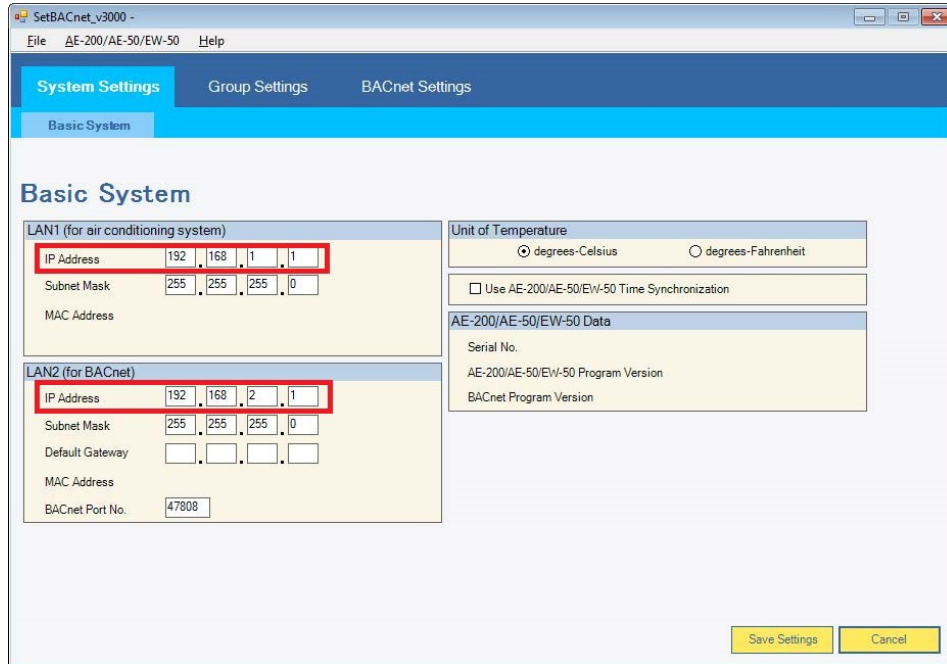 SetBACnet_v3000 -
File AE-200/AE-50/EW-50 Help
System Settings Group Settings BACnet Settings
Basic System
Basic System
LAN1 (for air conditioning system)
IP Address 192 . 168 . 1 . 1
Subnet Mask 255 . 255 . 255 . 0
MAC Address
LAN2 (for BACnet)
IP Address 192 . 168 . 2 . 1
Subnet Mask 255 . 255 . 255 . 0
Default Gateway . . .
MAC Address
BACnet Port No. 47808
Unit of Temperature
degrees-Celsius degrees-Fahrenheit
Use AE-200/AE-50/EW-50 Time Synchronization
AE-200/AE-50/EW-50 Data
Serial No.
AE-200/AE-50/EW-50 Program Version
BACnet Program Version
Save Settings Cancel